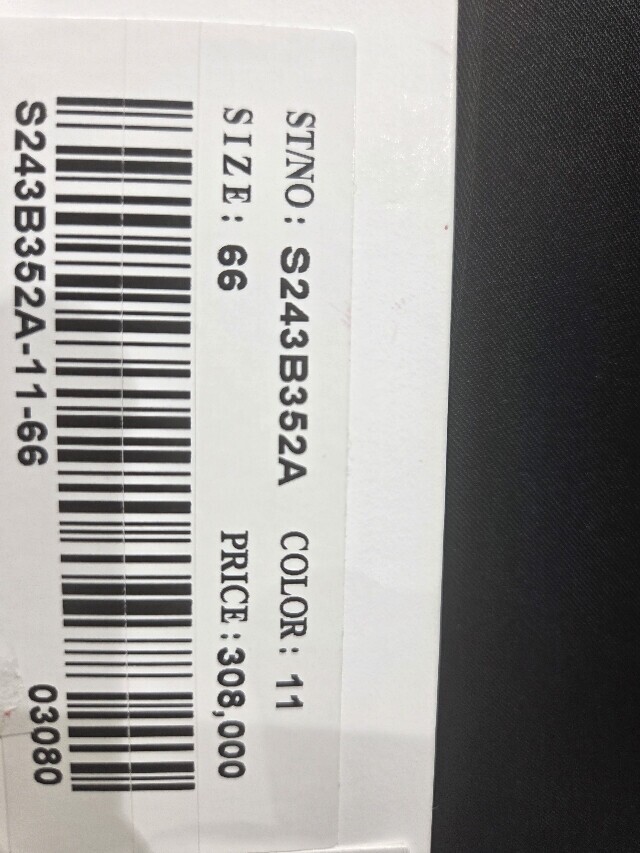 ST/NO: S243B352A COLOR: 11
SIZE: 66 PRICE:308,000
S243B352A-11-66 03080